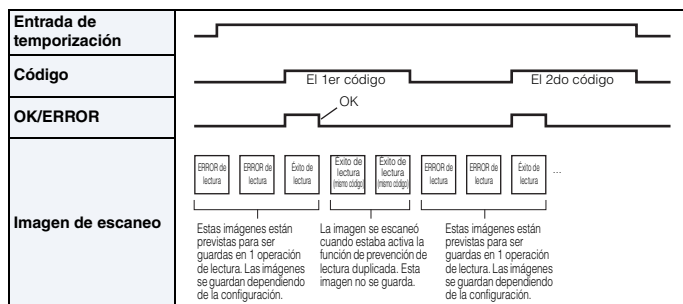 Entrada de
temporización
Código
El 1er código
El 2do código
OK/ERROR
OK
Imagen de escaneo
ERROR de
lectura
ERROR de
lectura
Éxito de
lectura
Éxito de
lectura
(mismo código)
Éxito de
lectura
(mismo código)
ERROR de
lectura
ERROR de
lectura
Éxito de
lectura
...
Estas imágenes están
previstas para ser
guardas en 1 operación
de lectura. Las imágenes
se guardan dependiendo
de la configuración.
La imagen se escaneó
cuando estaba activa la
función de prevención de
lectura duplicada. Esta
imagen no se guarda.
Estas imágenes están
previstas para ser
guardas en 1 operación
de lectura. Las imágenes
se guardan dependiendo
de la configuración.